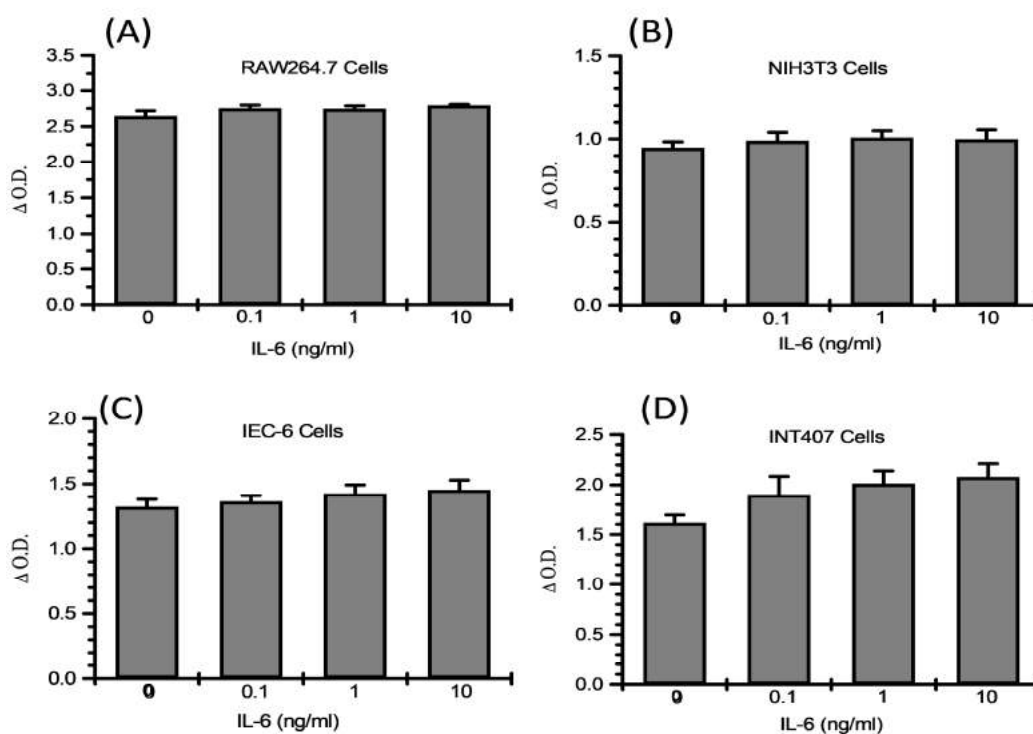 (A)
RAW264.7 Cells
3.5
3.0
2.5
2.0
1.5
1.0
0.5
0.0
Δ O.D.
0 0.1 1 10
IL-6 (ng/ml)
(B)
NIH3T3 Cells
1.5
1.0
0.5
0.0
Δ O.D.
0 0.1 1 10
IL-6 (ng/ml)
(C)
IEC-6 Cells
2.0
1.5
1.0
0.5
0.0
Δ O.D.
0 0.1 1 10
IL-6 (ng/ml)
(D)
INT407 Cells
2.5
2.0
1.5
1.0
0.5
0.0
Δ O.D.
0 0.1 1 10
IL-6 (ng/ml)